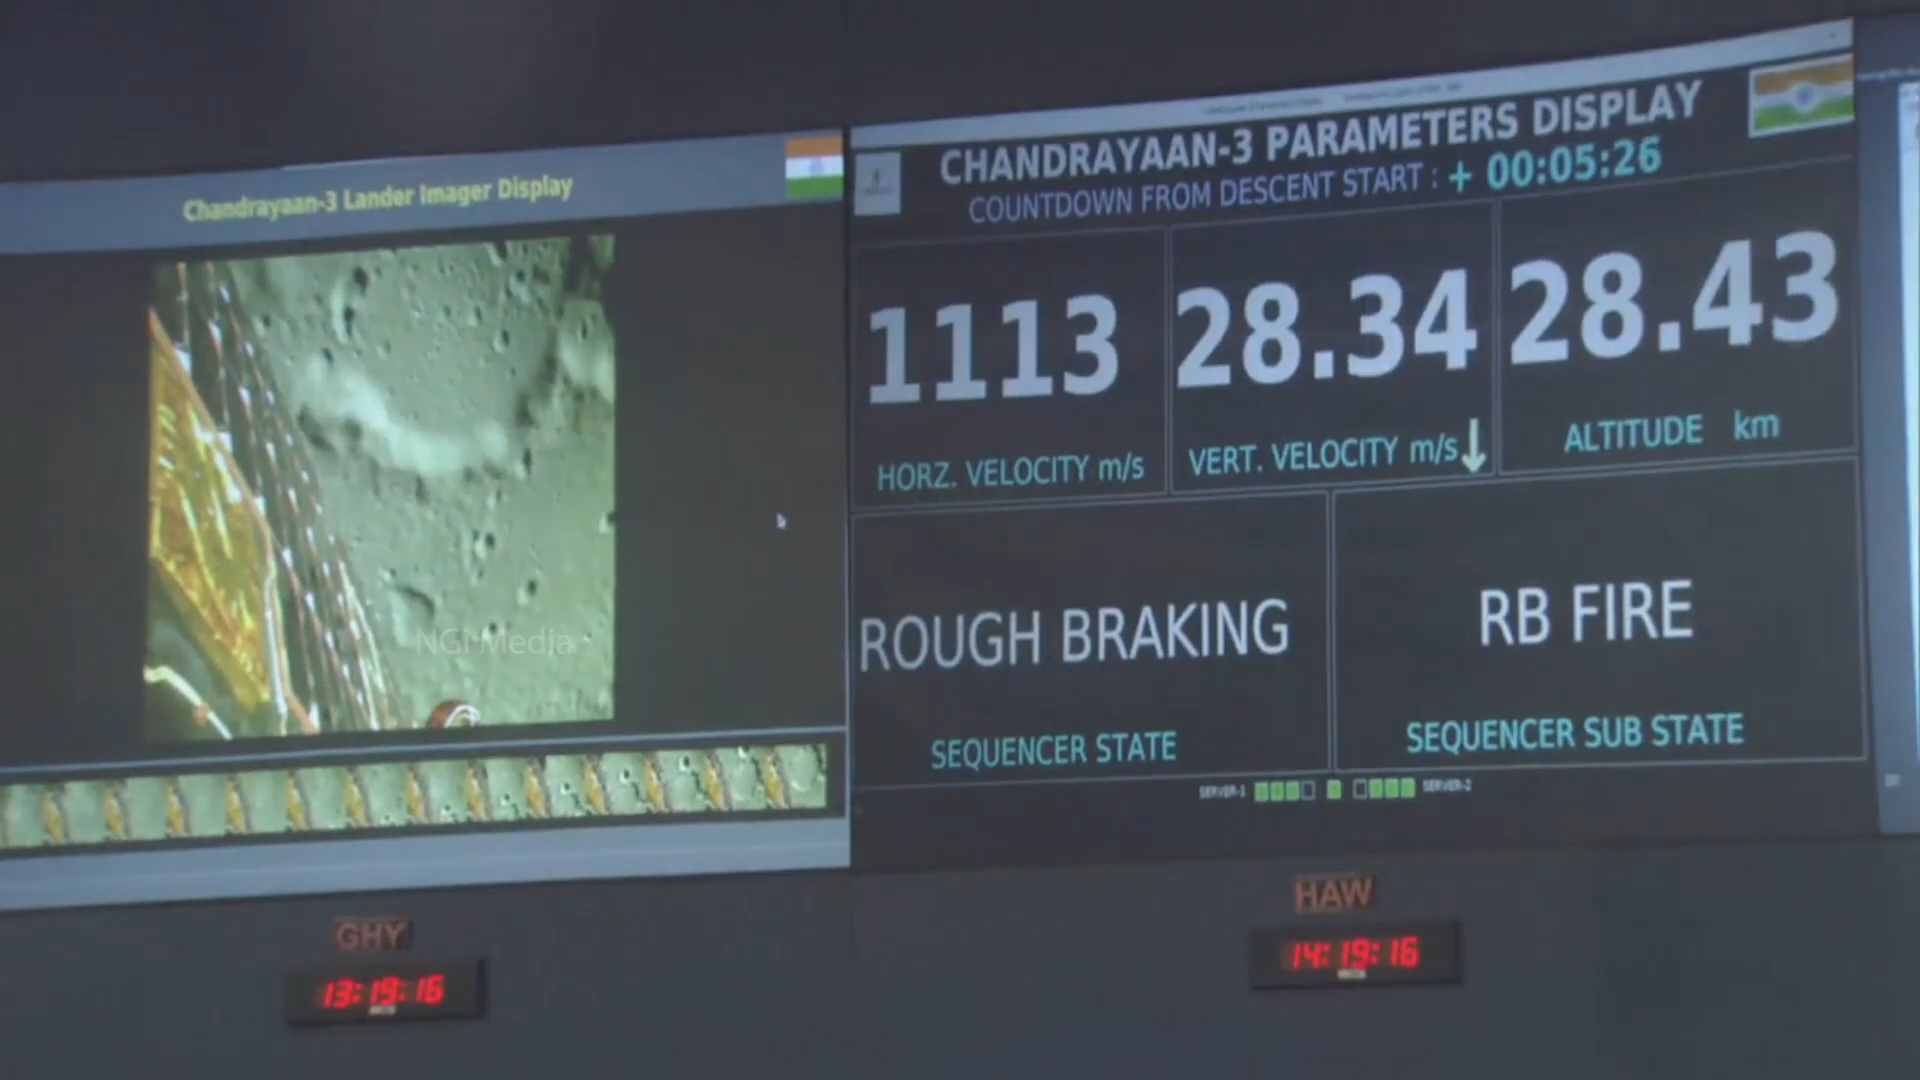 Chandrayaan-3 Lander Imager Display
NGI Media
CHANDRAYAAN-3 PARAMETERS DISPLAY
COUNTDOWN FROM DESCENT START : + 00:05:26
1113
HORZ. VELOCITY m/s
28.34
VERT. VELOCITY m/s
28.43
ALTITUDE km
ROUGH BRAKING
SEQUENCER STATE
RB FIRE
SEQUENCER SUB STATE
SERVER-1 SERVER-2
GHY
13:19:16
HAW
14:19:16